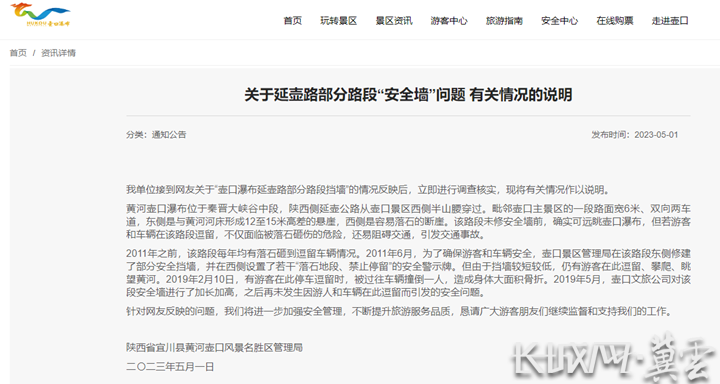 HUKOU 壶口瀑布
首页 玩转景区 景区资讯 游客中心 旅游指南 安全中心 在线购票 走进壶口
首页 / 资讯详情
关于延壶路部分路段“安全墙”问题 有关情况的说明
分类：通知公告 发布时间：2023-05-01
我单位接到网友关于“壶口瀑布延壶路部分路段挡墙”的情况反映后，立即进行调查核实，现将有关情况作以说明。
黄河壶口瀑布位于秦晋大峡谷中段，陕西侧延壶公路从壶口景区西侧半山腰穿过。毗邻壶口主景区的一段路面宽6米、双向两车
道，东侧是与黄河河床形成12至15米高差的悬崖，西侧是容易落石的断崖。该路段未修安全墙前，确实可远眺壶口瀑布，但若游客
和车辆在该路段逗留，不仅面临被落石砸伤的危险，还易阻碍交通，引发交通事故。
2011年之前，该路段每年均有落石砸到逗留车辆情况。2011年6月，为了确保游客和车辆安全，壶口景区管理局在该路段东侧修建
了部分安全挡墙，并在西侧设置了若干“落石地段、禁止停留”的安全警示牌。但由于挡墙较短较低，仍有游客在此逗留、攀爬、眺
望黄河。2019年2月10日，有游客在此停车逗留时，被过往车辆撞倒一人，造成身体大面积骨折。2019年5月，壶口文旅公司对该
段安全墙进行了加长加高，之后再未发生因游人和车辆在此逗留而引发的安全问题。
针对网友反映的问题，我们将进一步加强安全管理，不断提升旅游服务品质，恳请广大游客朋友们继续监督和支持我们的工作。
陕西省宜川县黄河壶口风景名胜区管理局
二〇二三年五月一日
冀云